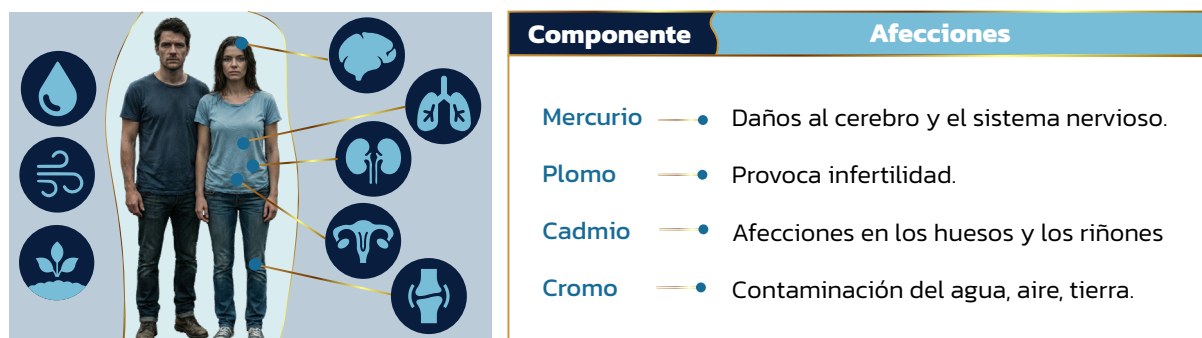 Componente Afecciones
Mercurio Daños al cerebro y el sistema nervioso.
Plomo Provoca infertilidad.
Cadmio Afecciones en los huesos y los riñones
Cromo Contaminación del agua, aire, tierra.